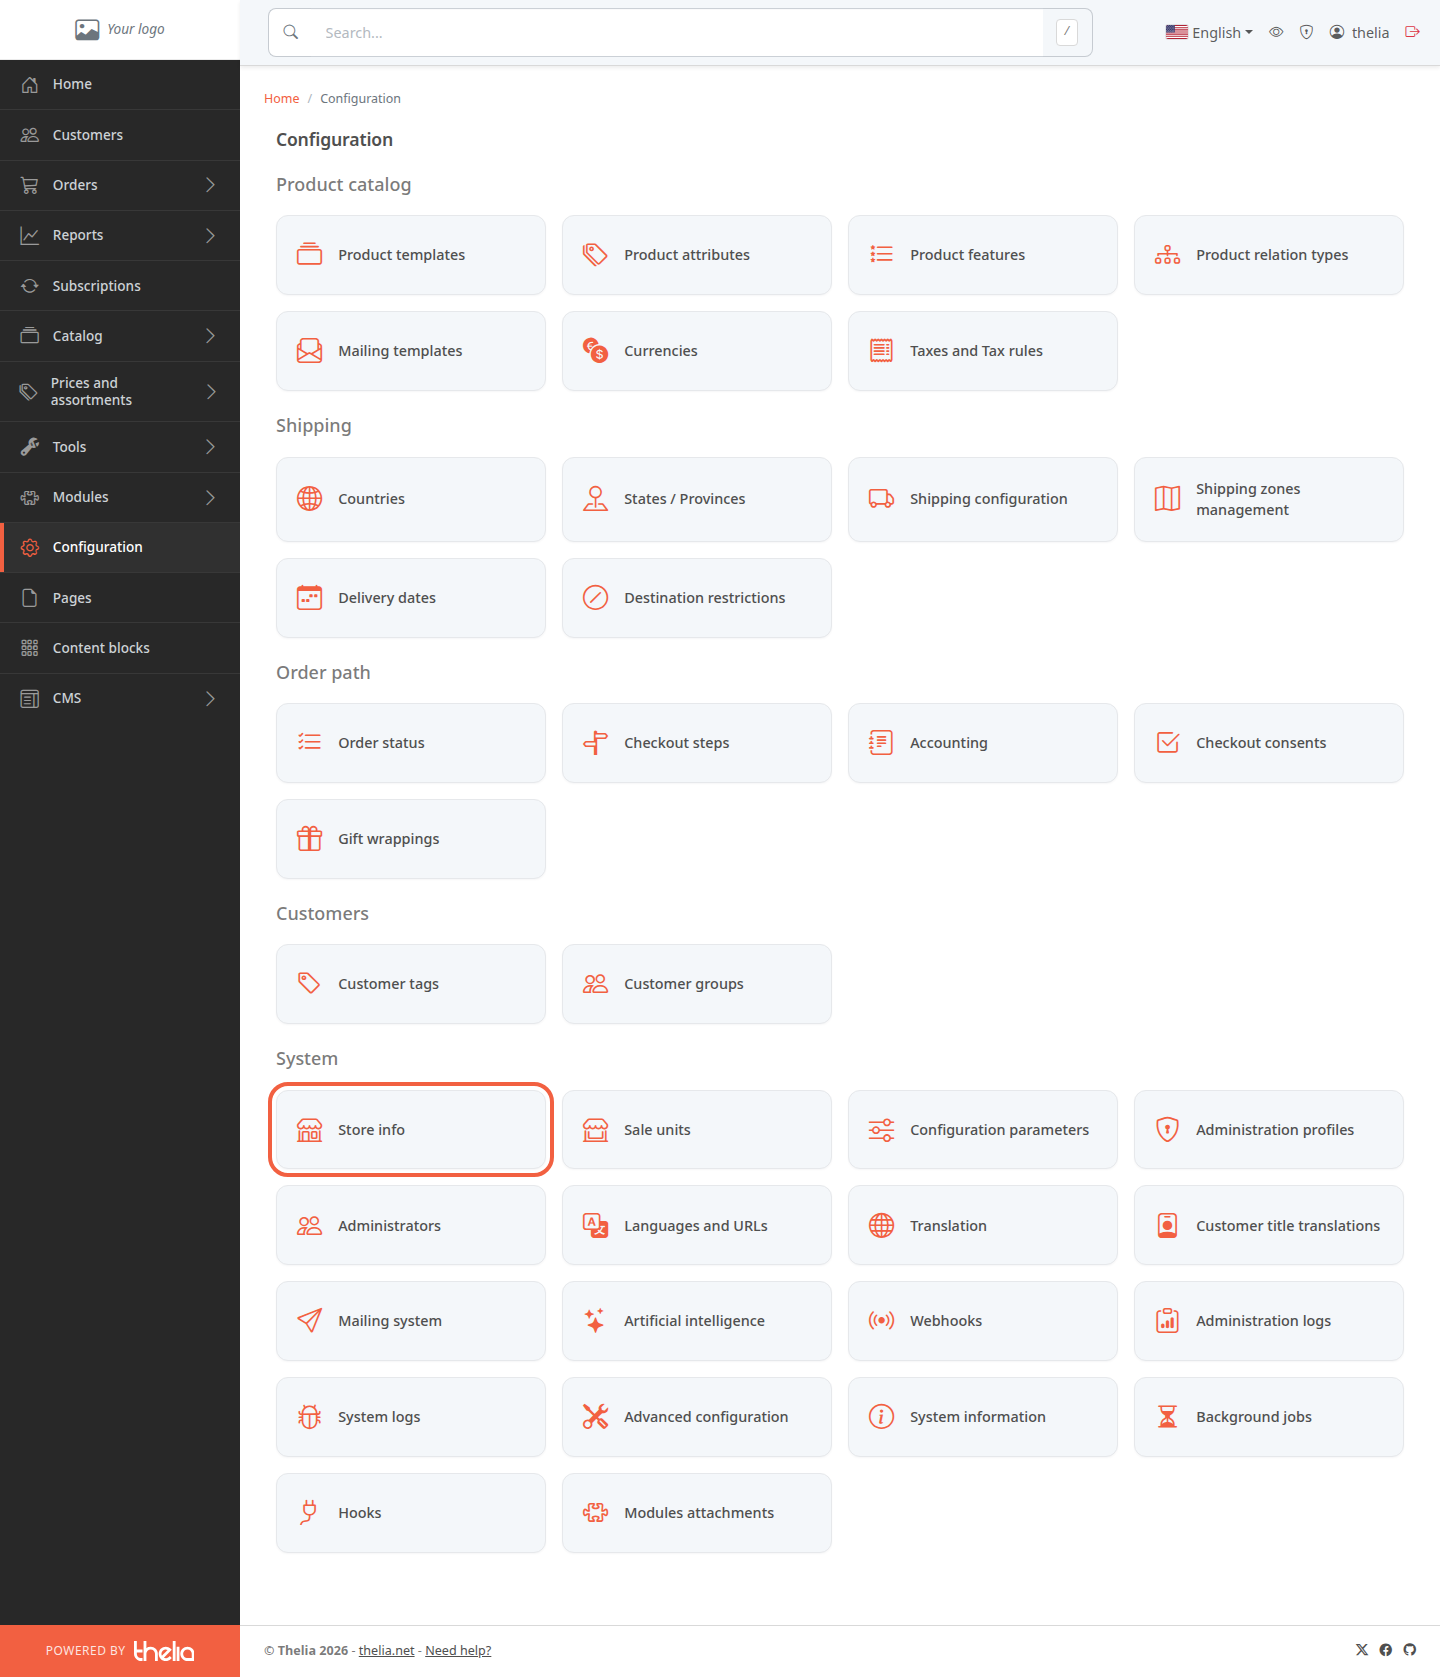 Your logo
Search...
/
English
thelia
Home
Customers
Orders
Reports
Subscriptions
Catalog
Prices and
assortments
Tools
Modules
Configuration
Pages
Content blocks
CMS
Home / Configuration
Configuration
Product catalog
Product templates
Product attributes
Product features
Product relation types
Mailing templates
Currencies
Taxes and Tax rules
Shipping
Countries
States / Provinces
Shipping configuration
Shipping zones
management
Delivery dates
Destination restrictions
Order path
Order status
Checkout steps
Accounting
Checkout consents
Gift wrappings
Customers
Customer tags
Customer groups
System
Store info
Sale units
Configuration parameters
Administration profiles
Administrators
Languages and URLs
Translation
Customer title translations
Mailing system
Artificial intelligence
Webhooks
Administration logs
System logs
Advanced configuration
System information
Background jobs
Hooks
Modules attachments
POWERED BY thelia
© Thelia 2026 - thelia.net - Need help?